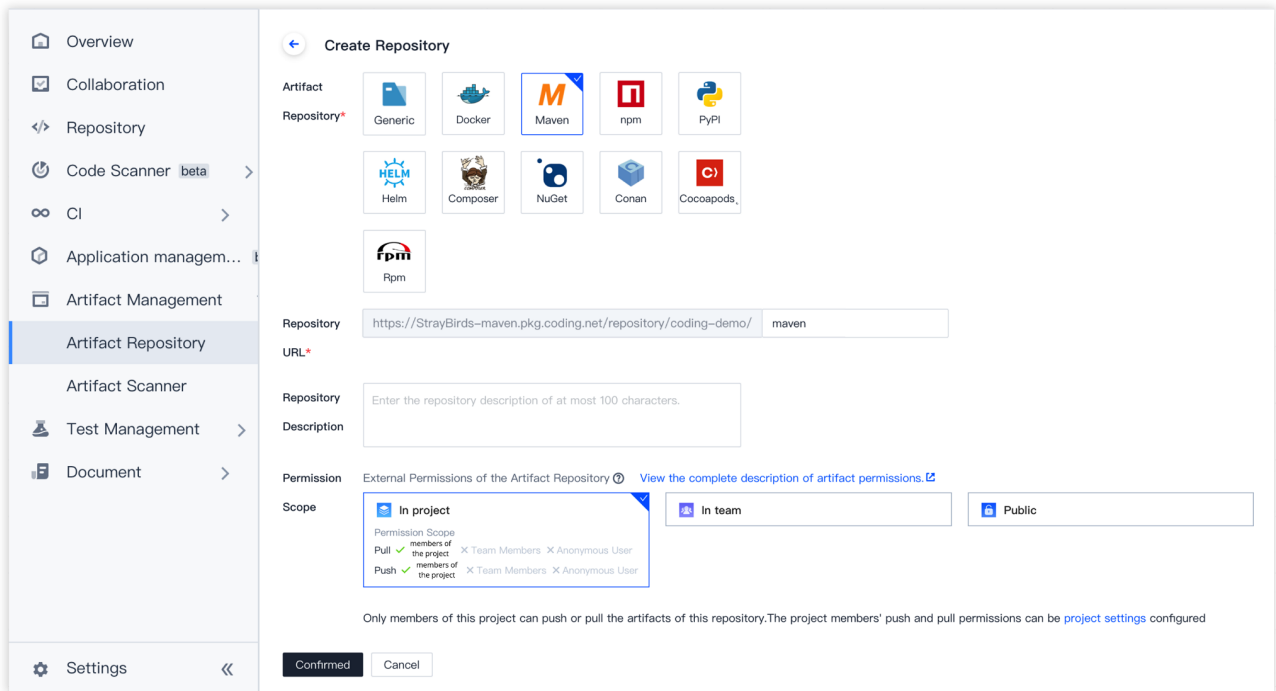 Overview
Collaboration
Repository
Code Scanner beta
CI
Application managem...
Artifact Management
Artifact Repository
Artifact Scanner
Test Management
Document
Settings
Create Repository
Artifact
Repository*
Generic
Docker
Maven
npm
PyPI
HELM
Helm
Composer
NuGet
Conan
Cocoapods
rpm
Rpm
Repository
URL*
https://StrayBirds-maven.pkg.coding.net/repository/coding-demo/ maven
Repository
Description
Enter the repository description of at most 100 characters.
Permission
Scope
External Permissions of the Artifact Repository View the complete description of artifact permissions.
In project
Permission Scope
Pull members of the project Team Members Anonymous User
Push members of the project Team Members Anonymous User
In team
Public
Only members of this project can push or pull the artifacts of this repository.The project members' push and pull permissions can be project settings configured
Confirmed Cancel